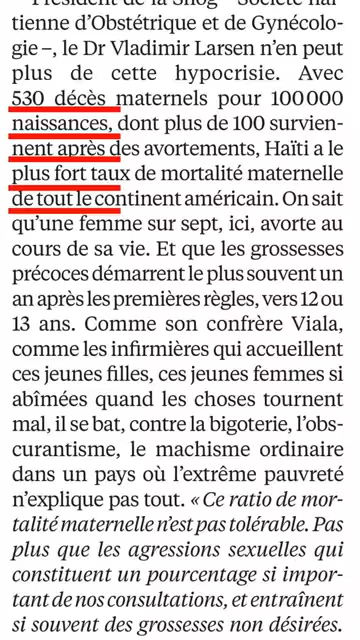 Président de la Shog – Société haï-
tienne d’Obstétrique et de Gynécolo-
gie –, le Dr Vladimir Larsen n’en peut
plus de cette hypocrisie. Avec
530 décès maternels pour 100 000
naissances, dont plus de 100 survien-
nent après des avortements, Haïti a le
plus fort taux de mortalité maternelle
de tout le continent américain. On sait
qu’une femme sur sept, ici, avorte au
cours de sa vie. Et que les grossesses
précoces démarrent le plus souvent un
an après les premières règles, vers 12 ou
13 ans. Comme son confrère Viala,
comme les infirmières qui accueillent
ces jeunes filles, ces jeunes femmes si
abîmées quand les choses tournent
mal, il se bat, contre la bigoterie, l’obs-
curantisme, le machisme ordinaire
dans un pays où l’extrême pauvreté
n’explique pas tout. « Ce ratio de mor-
talité maternelle n’est pas tolérable. Pas
plus que les agressions sexuelles qui
constituent un pourcentage si impor-
tant de nos consultations, et entraînent
si souvent des grossesses non désirées.